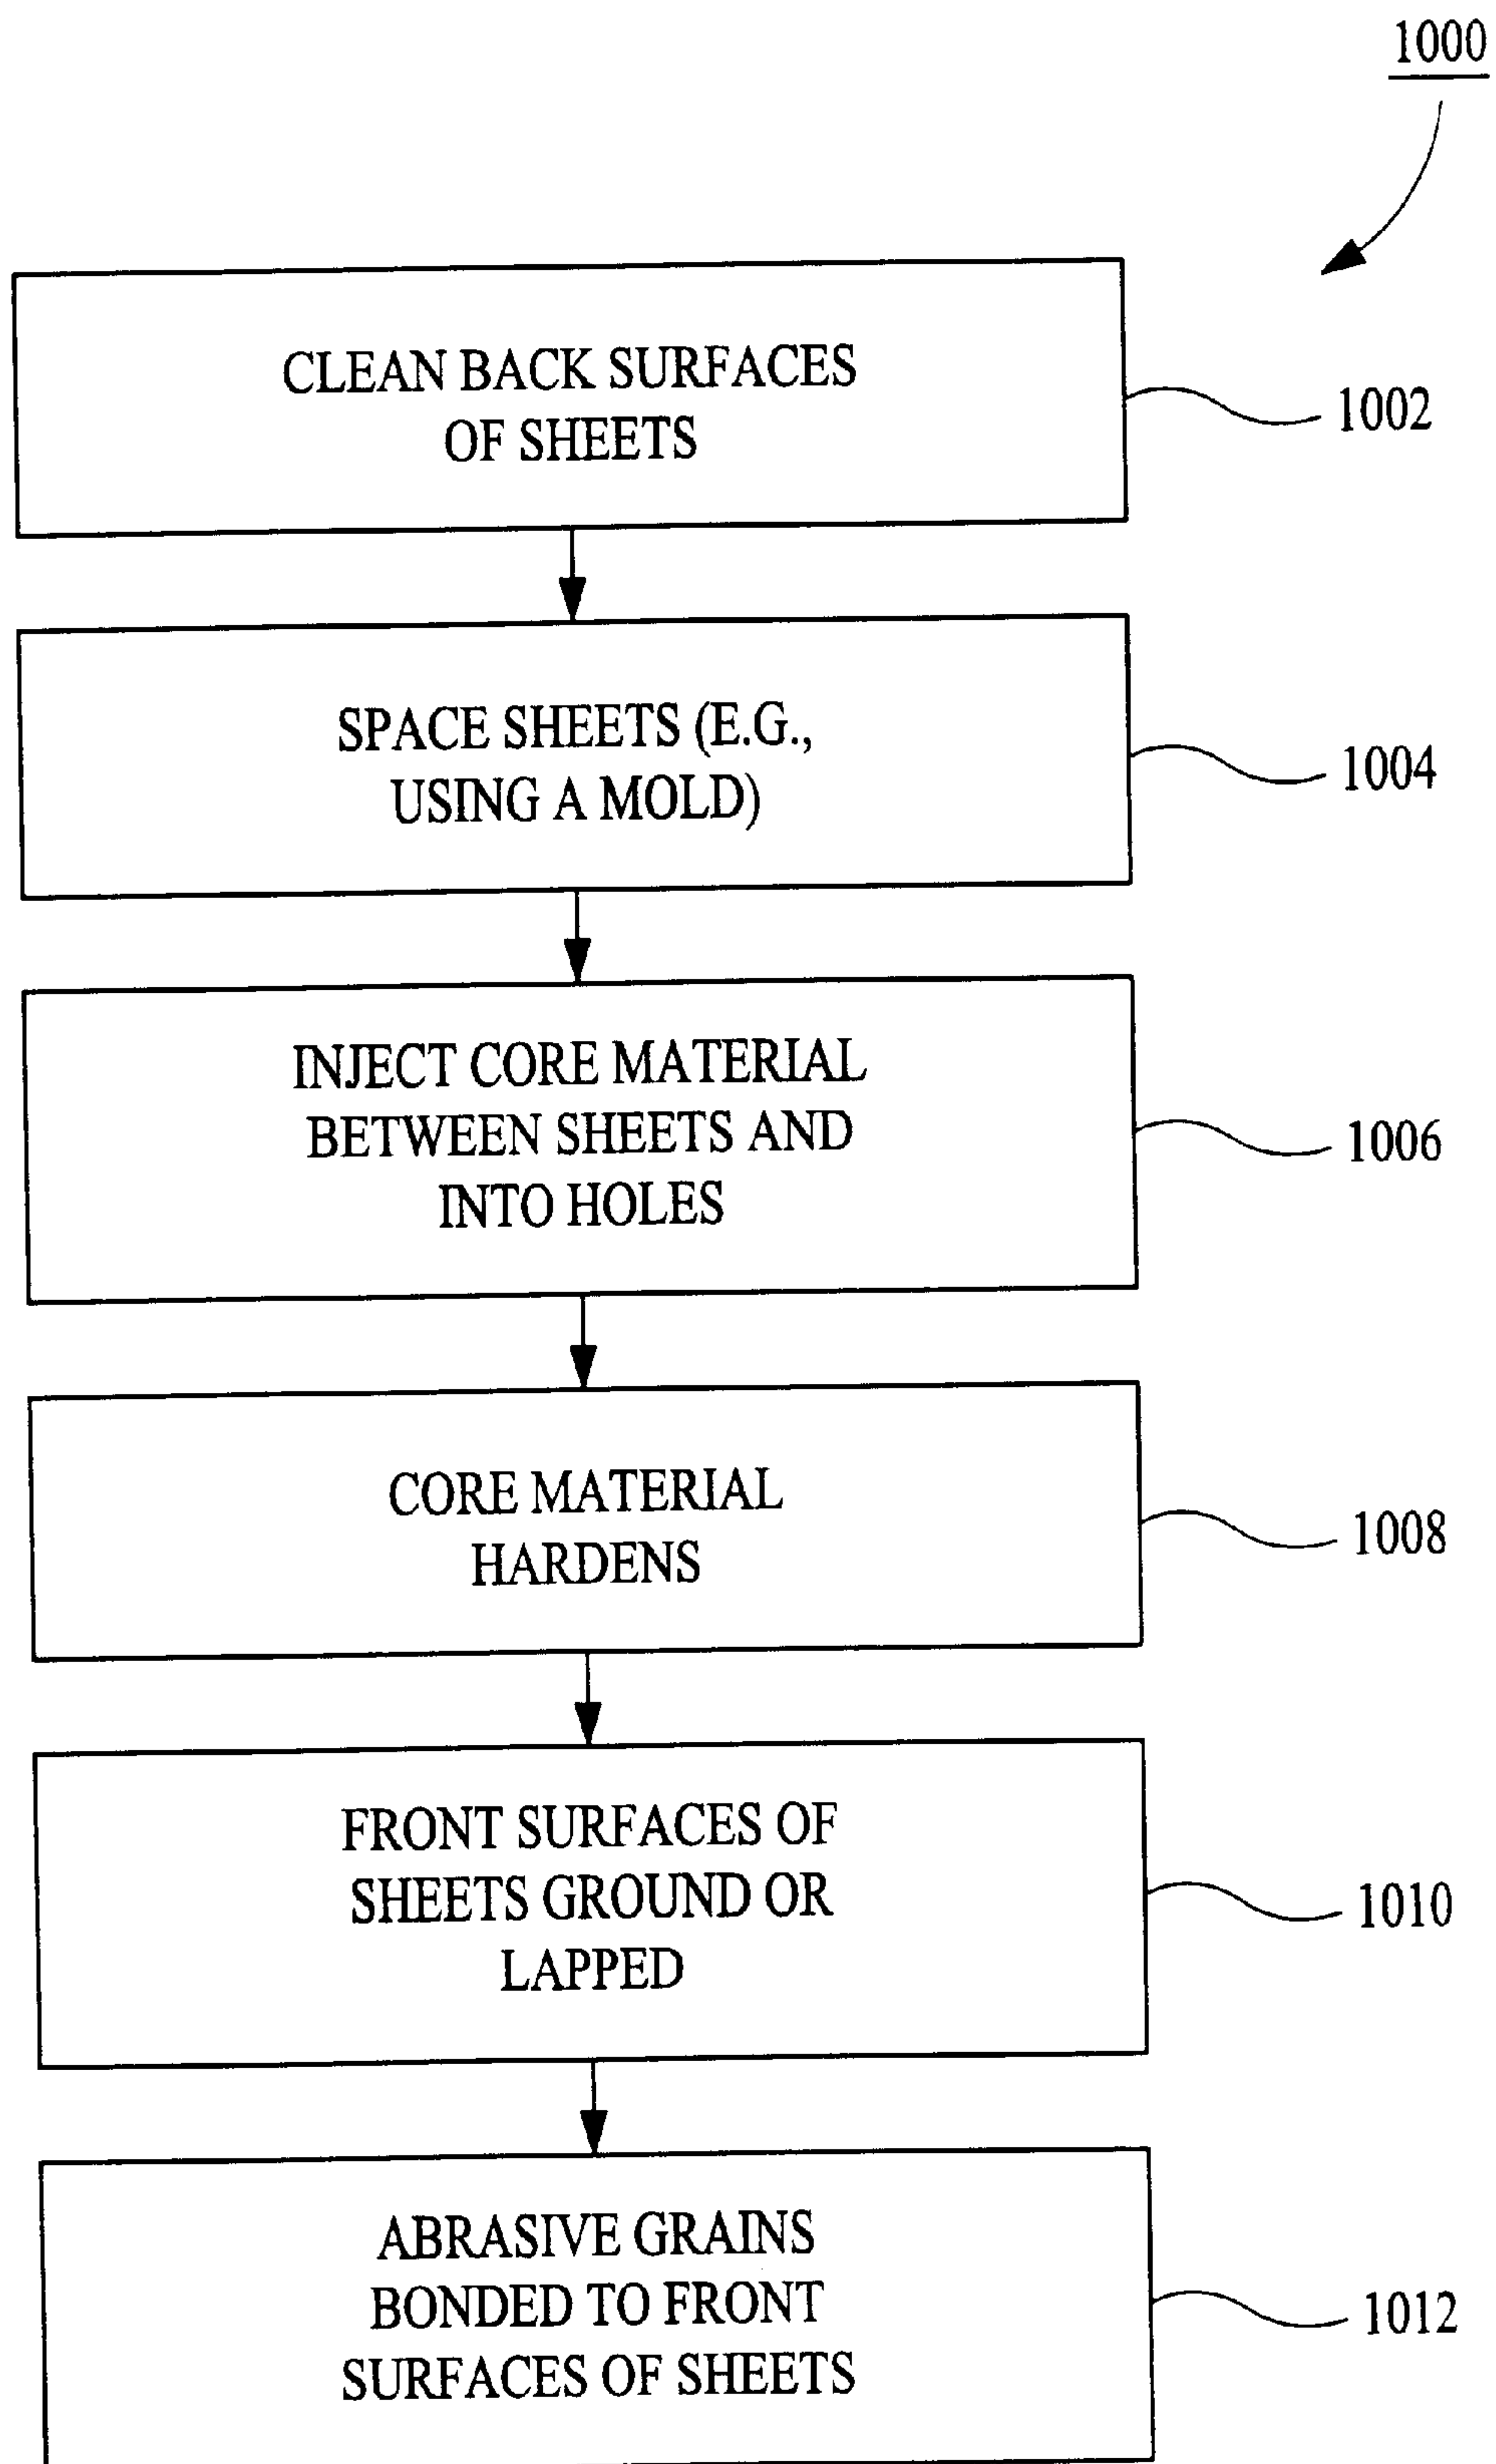 1000
CLEAN BACK SURFACES
OF SHEETS
1002
SPACE SHEETS (E.G.,
USING A MOLD)
1004
INJECT CORE MATERIAL
BETWEEN SHEETS AND
INTO HOLES
1006
CORE MATERIAL
HARDENS
1008
FRONT SURFACES OF
SHEETS GROUND OR
LAPPED
1010
ABRASIVE GRAINS
BONDED TO FRONT
SURFACES OF SHEETS
1012